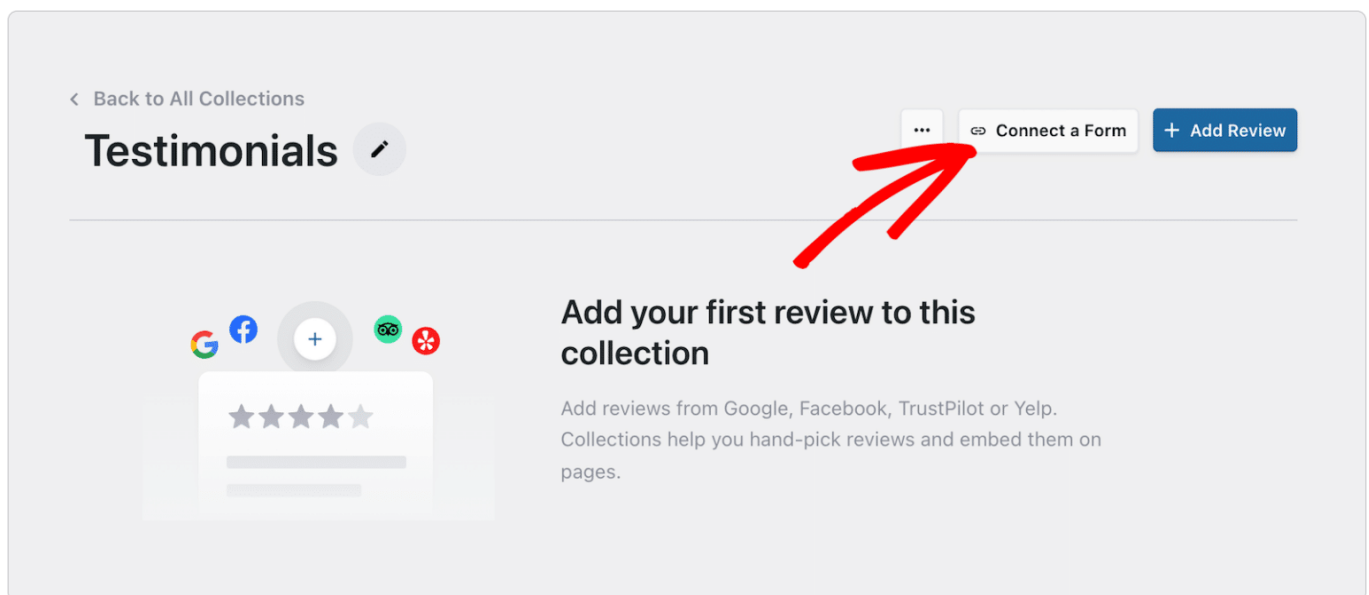 Back to All Collections
Testimonials
Connect a Form
+ Add Review
Add your first review to this
collection
Add reviews from Google, Facebook, TrustPilot or Yelp.
Collections help you hand-pick reviews and embed them on
pages.